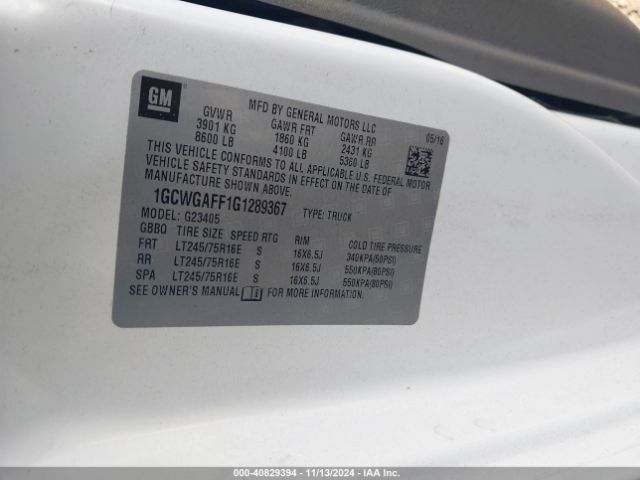 GM
MFD BY GENERAL MOTORS LLC
GVWR GAWR FRT GAWR RR 05/16
3901 KG 1860 KG 2431 KG
8600 LB 4100 LB 5360 LB
THIS VEHICLE CONFORMS TO ALL APPLICABLE U.S. FEDERAL MOTOR
VEHICLE SAFETY STANDARDS IN EFFECT ON THE DATE OF
MANUFACTURE SHOWN ABOVE.
1GCWGAFF1G1289367 TYPE: TRUCK
MODEL: G23405
GBBQ TIRE SIZE SPEED RTG RIM COLD TIRE PRESSURE
FRT LT245/75R16E S 16X6.5J 340KPA(50PSI)
RR LT245/75R16E S 16X6.5J 550KPA(80PSI)
SPA LT245/75R16E S 16X6.5J 550KPA(80PSI)
SEE OWNER'S MANUAL FOR MORE INFORMATION.
000-40829394 - 11/13/2024 - IAA, Inc.